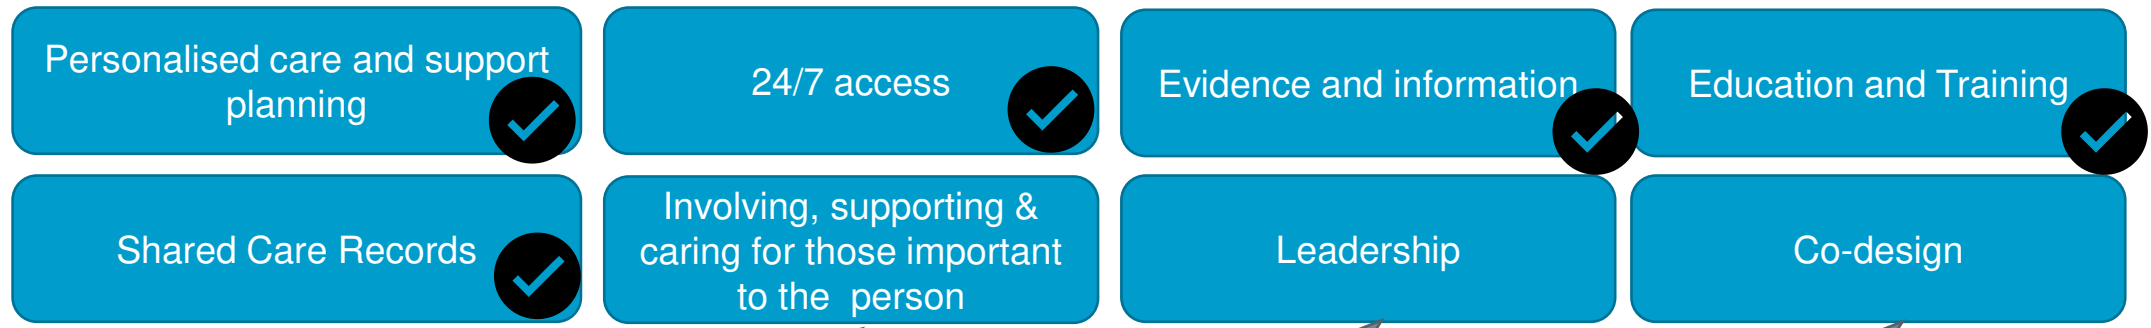 Personalised care and support
planning
24/7 access
Evidence and information
Education and Training
Shared Care Records
Involving, supporting &
caring for those important
to the  person
Leadership
Co-design